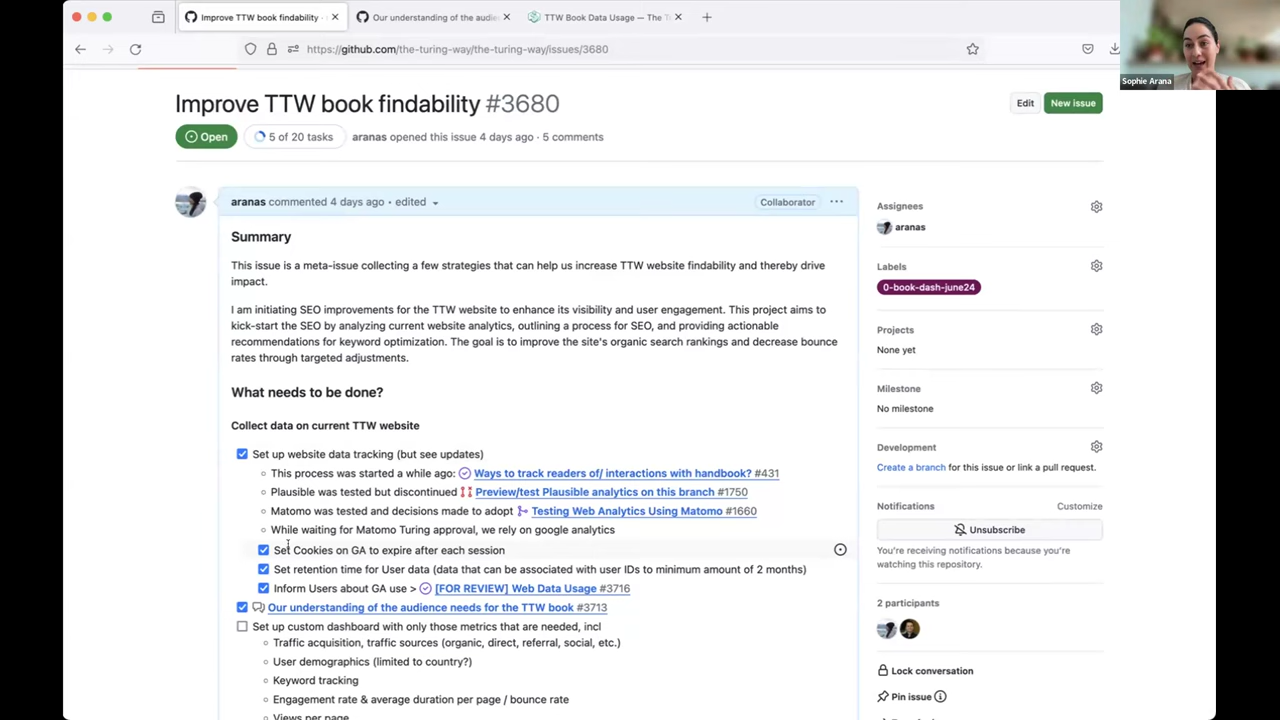 Improve TTW book findability ·
Our understanding of the audie
TTW Book Data Usage — The T
https://github.com/the-turing-way/the-turing-way/issues/3680
Sophie Arana
Improve TTW book findability #3680
Edit
New issue
Open
5 of 20 tasks
aranas opened this issue 4 days ago · 5 comments
aranas commented 4 days ago • edited
Collaborator
Summary
This issue is a meta-issue collecting a few strategies that can help us increase TTW website findability and thereby drive
impact.
I am initiating SEO improvements for the TTW website to enhance its visibility and user engagement. This project aims to
kick-start the SEO by analyzing current website analytics, outlining a process for SEO, and providing actionable
recommendations for keyword optimization. The goal is to improve the site's organic search rankings and decrease bounce
rates through targeted adjustments.
What needs to be done?
Collect data on current TTW website
Set up website data tracking (but see updates)
This process was started a while ago: Ways to track readers of/ interactions with handbook? #431
Plausible was tested but discontinued Preview/test Plausible analytics on this branch #1750
Matomo was tested and decisions made to adopt Testing Web Analytics Using Matomo #1660
While waiting for Matomo Turing approval, we rely on google analytics
Set Cookies on GA to expire after each session
Set retention time for User data (data that can be associated with user IDs to minimum amount of 2 months)
Inform Users about GA use > [FOR REVIEW] Web Data Usage #3716
Our understanding of the audience needs for the TTW book #3713
Set up custom dashboard with only those metrics that are needed, incl
Traffic acquisition, traffic sources (organic, direct, referral, social, etc.)
User demographics (limited to country?)
Keyword tracking
Engagement rate & average duration per page / bounce rate
Views per page
Assignees
aranas
Labels
0-book-dash-june24
Projects
None yet
Milestone
No milestone
Development
Create a branch for this issue or link a pull request.
Notifications
Customize
Unsubscribe
You're receiving notifications because you're
watching this repository.
2 participants
Lock conversation
Pin issue